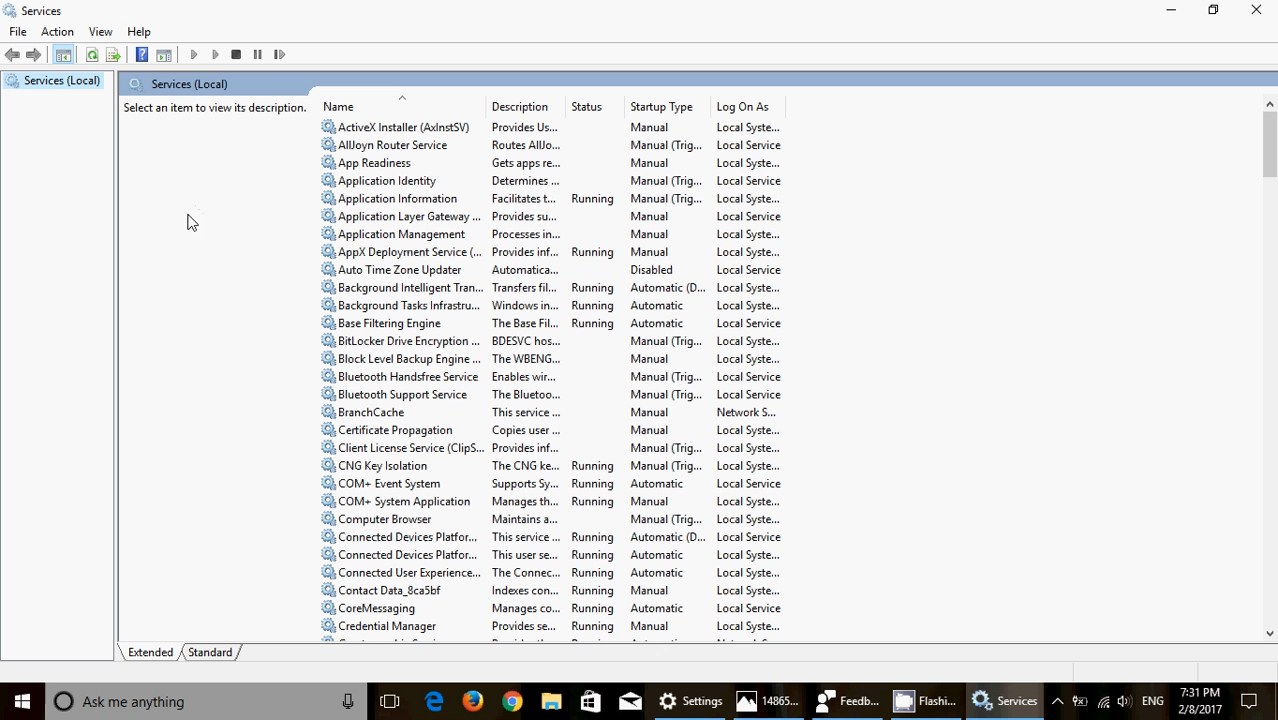 Services
File Action View Help
Services (Local)
Services (Local)
Select an item to view its description.
Name Description Status Startup Type Log On As
ActiveX Installer (AxInstSV) Provides Us... Manual Local Syste...
AllJoyn Router Service Routes AllJo... Manual (Trig... Local Service
App Readiness Gets apps re... Manual Local Syste...
Application Identity Determines ... Manual (Trig... Local Service
Application Information Facilitates t... Running Manual (Trig... Local Syste...
Application Layer Gateway ... Provides su... Manual Local Service
Application Management Processes in... Manual Local Syste...
AppX Deployment Service (... Provides inf... Running Manual Local Syste...
Auto Time Zone Updater Automatica... Disabled Local Service
Background Intelligent Tran... Transfers fil... Running Automatic (D... Local Syste...
Background Tasks Infrastru... Windows in... Running Automatic Local Syste...
Base Filtering Engine The Base Fil... Running Automatic Local Service
BitLocker Drive Encryption ... BDESVC hos... Manual (Trig... Local Syste...
Block Level Backup Engine ... The WBENG... Manual Local Syste...
Bluetooth Handsfree Service Enables wir... Manual (Trig... Local Service
Bluetooth Support Service The Bluetoo... Manual (Trig... Local Service
BranchCache This service ... Manual Network S...
Certificate Propagation Copies user ... Manual Local Syste...
Client License Service (ClipS... Provides inf... Manual (Trig... Local Syste...
CNG Key Isolation The CNG ke... Running Manual (Trig... Local Syste...
COM+ Event System Supports Sy... Running Automatic Local Service
COM+ System Application Manages th... Running Manual Local Syste...
Computer Browser Maintains a... Manual (Trig... Local Syste...
Connected Devices Platfor... This service ... Running Automatic (D... Local Service
Connected Devices Platfor... This user se... Running Automatic Local Syste...
Connected User Experience... The Connec... Running Automatic Local Syste...
Contact Data_8ca5bf Indexes con... Running Manual Local Syste...
CoreMessaging Manages co... Running Automatic Local Service
Credential Manager Provides se... Running Manual Local Syste...
Extended Standard
Ask me anything Settings 14865... Feedb... Flashi... Services ENG 7:31 PM
2/8/2017